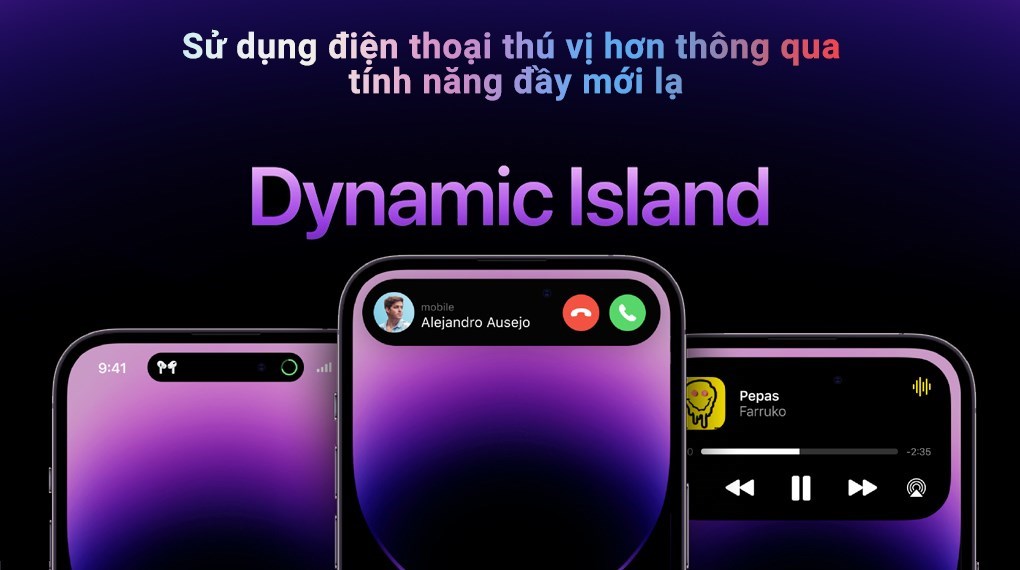 Sử dụng điện thoại thú vị hơn thông qua
tính năng đầy mới lạ
Dynamic Island
mobile
Alejandro Ausejo
9:41
Pepas
Farruko
0
-2:35